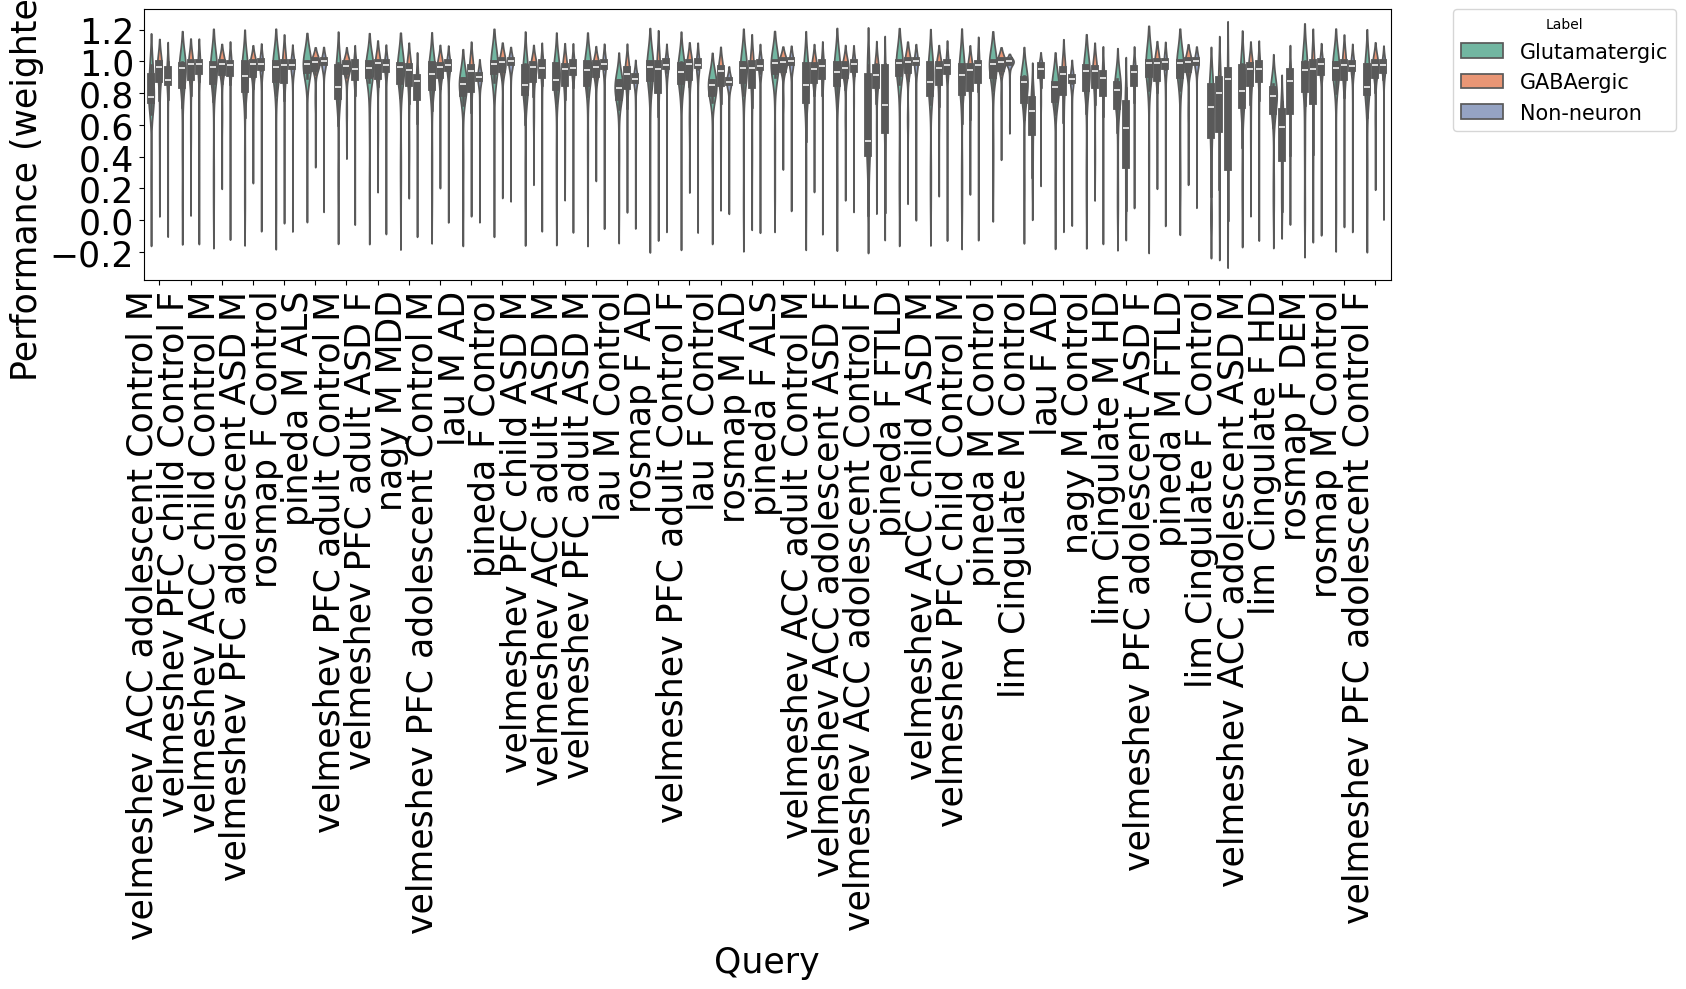 Performance (weighte
1.2
1.0
0.8
0.6
0.4
0.2
0.0
−0.2
velmeshev ACC adolescent Control M
velmeshev PFC child Control F
velmeshev ACC child Control M
velmeshev PFC adolescent ASD M
rosmap F Control
pineda M ALS
velmeshev PFC adult Control M
velmeshev PFC adult ASD F
nagy M MDD
velmeshev PFC adolescent Control M
lau M AD
pineda F Control
velmeshev PFC child ASD M
velmeshev ACC adult ASD M
velmeshev PFC adult ASD M
lau M Control
rosmap F AD
velmeshev PFC adult Control F
lau F Control
rosmap M AD
pineda F ALS
velmeshev ACC adult Control M
velmeshev ACC adolescent ASD F
velmeshev ACC adolescent Control F
pineda F FTLD
velmeshev ACC child ASD M
velmeshev PFC child Control M
pineda M Control
lim Cingulate M Control
lau F AD
nagy M Control
lim Cingulate M HD
velmeshev PFC adolescent ASD F
pineda M FTLD
lim Cingulate F Control
velmeshev ACC adolescent ASD M
lim Cingulate F HD
rosmap F DEM
rosmap M Control
velmeshev PFC adolescent Control F
Query
Label
Glutamatergic
GABAergic
Non-neuron